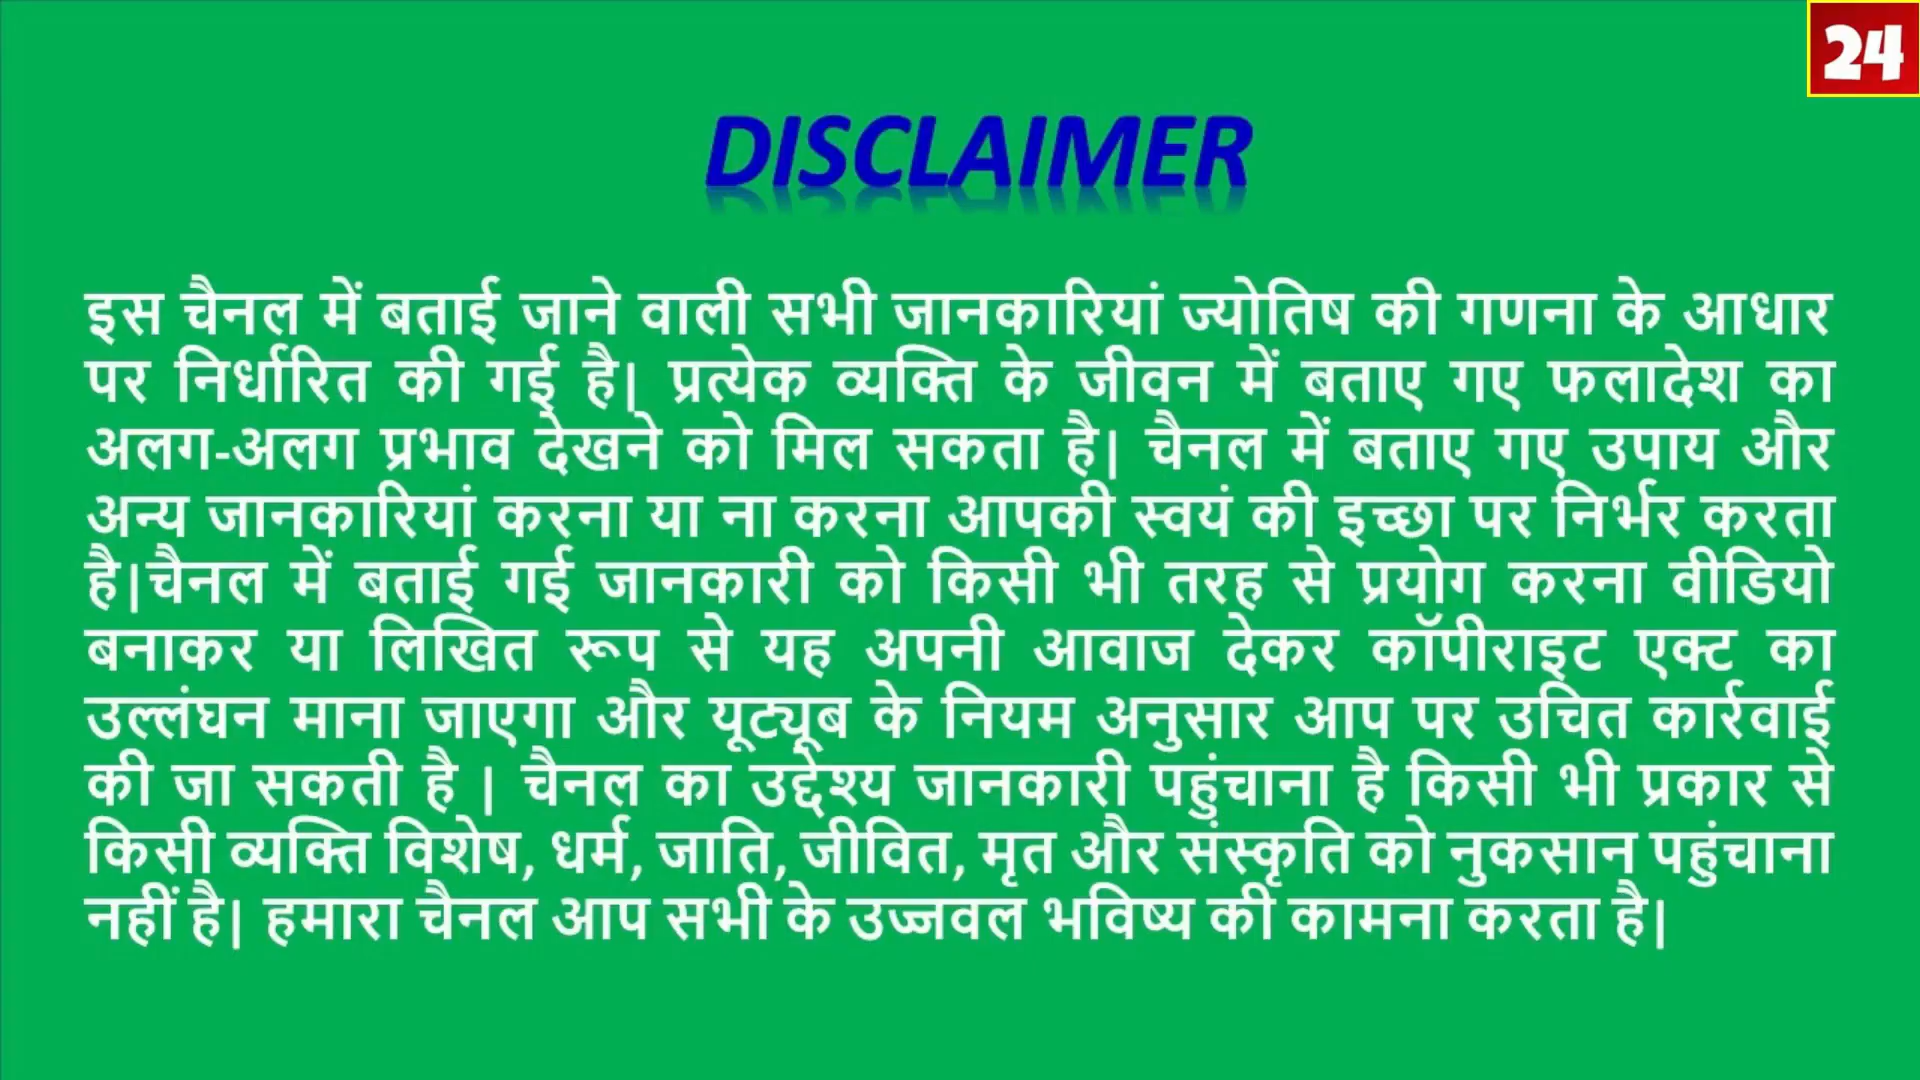 24
DISCLAIMER
इस चैनल में बताई जाने वाली सभी जानकारियां ज्योतिष की गणना के आधार
पर निर्धारित की गई है| प्रत्येक व्यक्ति के जीवन में बताए गए फलादेश का
अलग-अलग प्रभाव देखने को मिल सकता है| चैनल में बताए गए उपाय और
अन्य जानकारियां करना या ना करना आपकी स्वयं की इच्छा पर निर्भर करता
है|चैनल में बताई गई जानकारी को किसी भी तरह से प्रयोग करना वीडियो
बनाकर या लिखित रूप से यह अपनी आवाज देकर कॉपीराइट एक्ट का
उल्लंघन माना जाएगा और यूट्यूब के नियम अनुसार आप पर उचित कार्रवाई
की जा सकती है | चैनल का उद्देश्य जानकारी पहुंचाना है किसी भी प्रकार से
किसी व्यक्ति विशेष, धर्म, जाति, जीवित, मृत और संस्कृति को नुकसान पहुंचाना
नहीं है| हमारा चैनल आप सभी के उज्जवल भविष्य की कामना करता है|